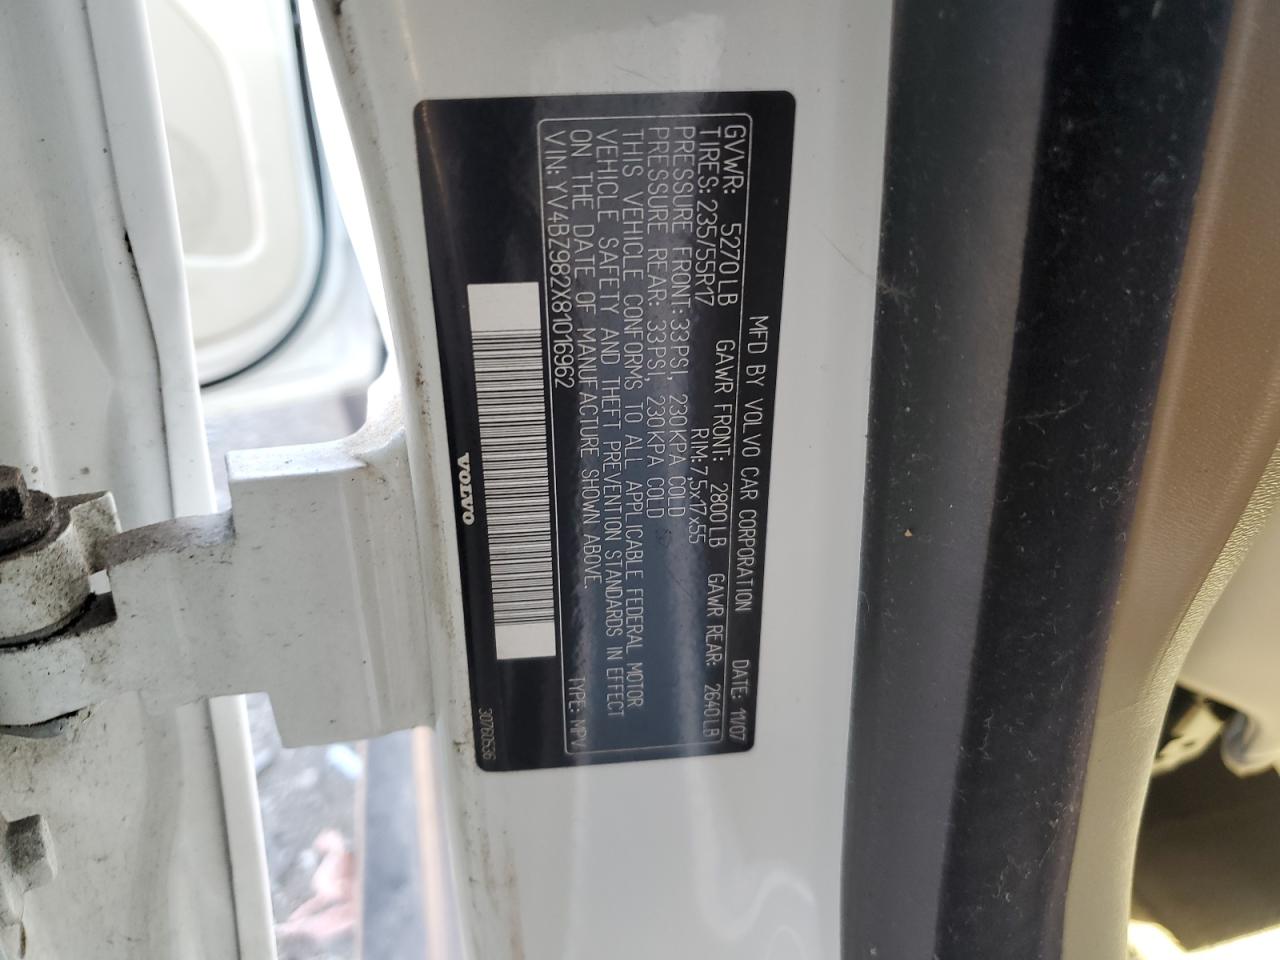 MFD BY VOLVO CAR CORPORATION DATE: 11/07
GVWR: 5270LB GAWR FRONT: 2800LB GAWR REAR: 2640LB
TIRES: 235/55R17 RIM: 7,5x17x55
PRESSURE FRONT: 33PSI, 230KPA COLD
PRESSURE REAR: 33PSI, 230KPA COLD
THIS VEHICLE CONFORMS TO ALL APPLICABLE FEDERAL MOTOR
VEHICLE SAFETY AND THEFT PREVENTION STANDARDS IN EFFECT
ON THE DATE OF MANUFACTURE SHOWN ABOVE.
VIN: YV4BZ982X81016962 TYPE: MPV
VOLVO
30760536